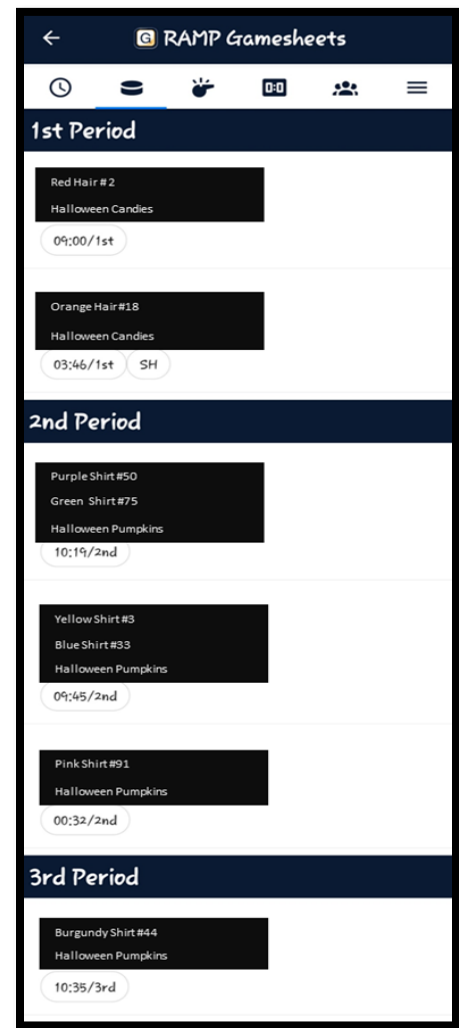 RAMP Gamesheets
0:0
1st Period
Red Hair #2
Halloween Candies
09:00/1st
Orange Hair#18
Halloween Candies
03:46/1st SH
2nd Period
Purple Shirt#50
Green Shirt#75
Halloween Pumpkins
10:19/2nd
Yellow Shirt#3
Blue Shirt#33
Halloween Pumpkins
09:45/2nd
Pink Shirt#91
Halloween Pumpkins
00:32/2nd
3rd Period
Burgundy Shirt#44
Halloween Pumpkins
10:35/3rd